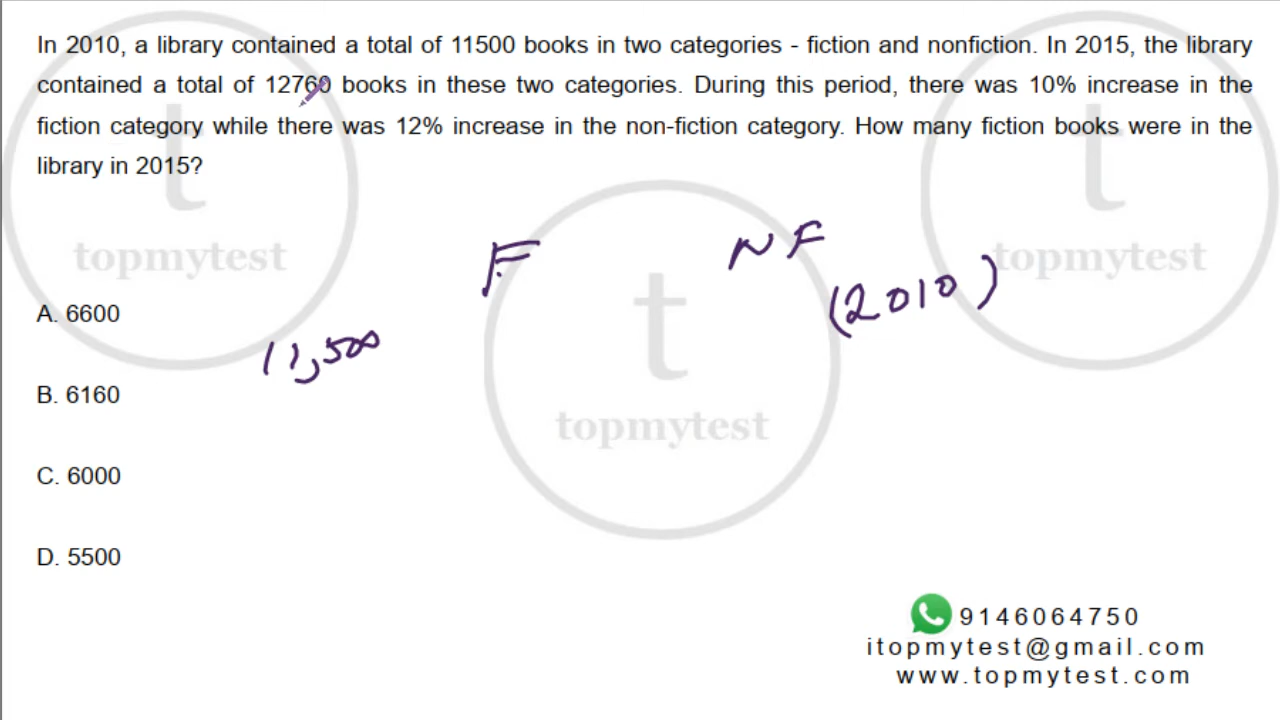 In 2010, a library contained a total of 11500 books in two categories - fiction and nonfiction. In 2015, the library
contained a total of 12760 books in these two categories. During this period, there was 10% increase in the
fiction category while there was 12% increase in the non-fiction category. How many fiction books were in the
library in 2015?
t
t
topmytest
topmytest
F
N F
(2010)
t
A. 6600
11,500
B. 6160
topmytest
C. 6000
D. 5500
9146064750
itopmytest@gmail.com
www.topmytest.com